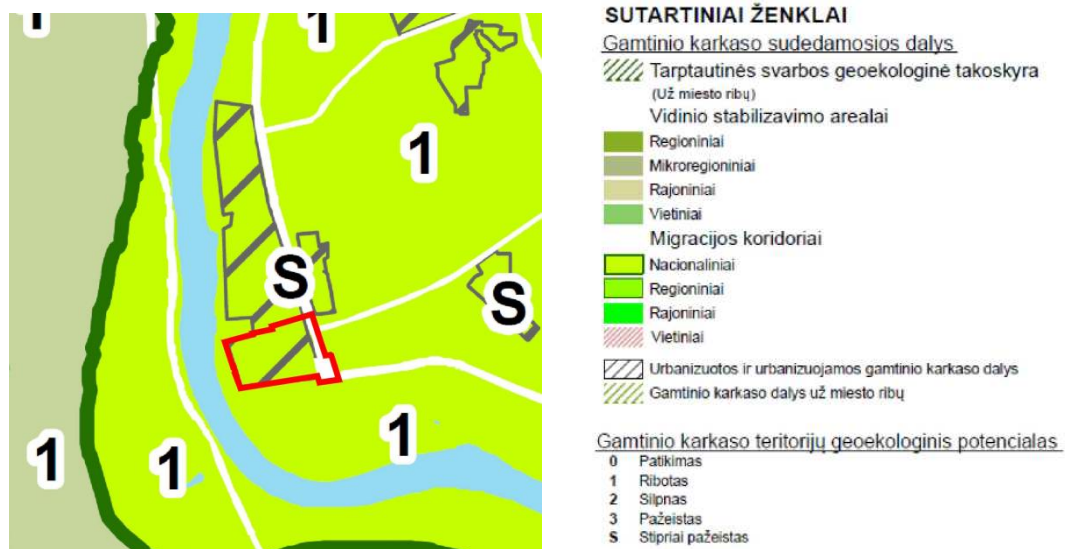 1
1
1
S
S
1
1
1
SUTARTINIAI ŽENKLAI
Gamtinio karkaso sudedamosios dalys
Tarptautinės svarbos geoekologinė takoskyra
(Už miesto ribų)
Vidinio stabilizavimo arealai
Regioniniai
Mikroregioniniai
Rajoniniai
Vietiniai
Migracijos koridoriai
Nacionaliniai
Regioniniai
Rajoniniai
Vietiniai
Urbanizuotos ir urbanizuojamos gamtinio karkaso dalys
Gamtinio karkaso dalys už miesto ribų
Gamtinio karkaso teritorijų geoekologinis potencialas
0 Patikimas
1 Ribotas
2 Silpnas
3 Pažeistas
S Stipriai pažeistas